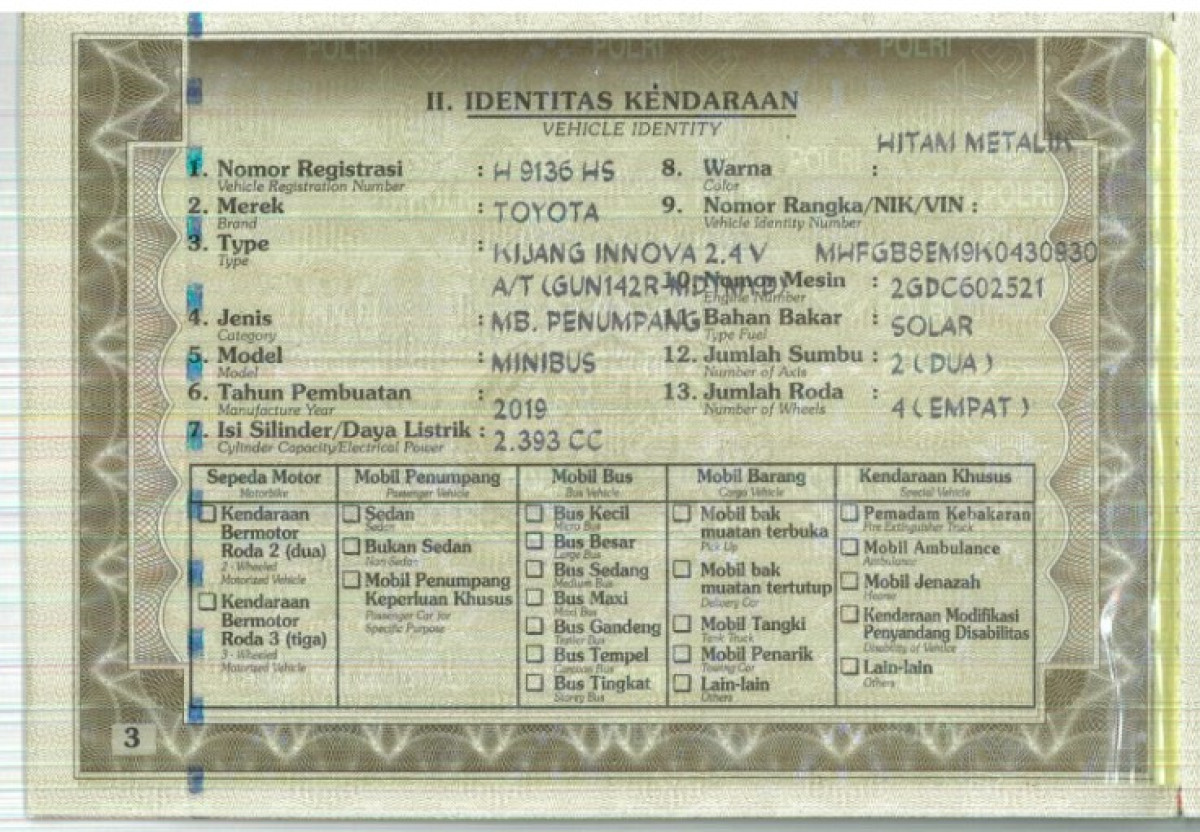 II. IDENTITAS KENDARAAN
VEHICLE IDENTITY
1. Nomor Registrasi : H 9136 HS
Vehicle Registration Number
2. Merek : TOYOTA
Brand
3. Type : KIJANG INNOVA 2.4 V
Type
A/T (GUN142R-MDTMYD)
4. Jenis : MB. PENUMPANG
Category
5. Model : MINIBUS
Model
6. Tahun Pembuatan : 2019
Manufacture Year
7. Isi Silinder/Daya Listrik : 2.393 CC
Cylinder Capacity/Electrical Power
8. Warna : HITAM METALIK
Color
9. Nomor Rangka/NIK/VIN :
Vehicle Identity Number
MHFGB8EM9K0430930
10. Nomor Mesin : 2GDC602521
Engine Number
11. Bahan Bakar : SOLAR
Type Fuel
12. Jumlah Sumbu : 2 ( DUA )
Number of Axis
13. Jumlah Roda : 4 ( EMPAT )
Number of Wheels
Sepeda Motor
Motorbike
Kendaraan
Bermotor
Roda 2 (dua)
2 - Wheeled
Motorized Vehicle
Kendaraan
Bermotor
Roda 3 (tiga)
3 - Wheeled
Motorized Vehicle
Mobil Penumpang
Passenger Vehicle
Sedan
Sedan
Bukan Sedan
Non-Sedan
Mobil Penumpang
Keperluan Khusus
Passenger Car for
Specific Purpose
Mobil Bus
Bus Vehicle
Bus Kecil
Micro Bus
Bus Besar
Large Bus
Bus Sedang
Medium Bus
Bus Maxi
Maxi Bus
Bus Gandeng
Trailer Bus
Bus Tempel
Bus Tingkat
Storey Bus
Mobil Barang
Cargo Vehicle
Mobil bak
muatan terbuka
Pick Up
Mobil bak
muatan tertutup
Delivery Car
Mobil Tangki
Tank Truck
Mobil Penarik
Towing Car
Lain-lain
Others
Kendaraan Khusus
Special Vehicle
Pemadam Kebakaran
Fire Extinguisher Truck
Mobil Ambulance
Ambulance
Mobil Jenazah
Hearse
Kendaraan Modifikasi
Penyandang Disabilitas
Disability of Vehicle
Lain-lain
Others
3